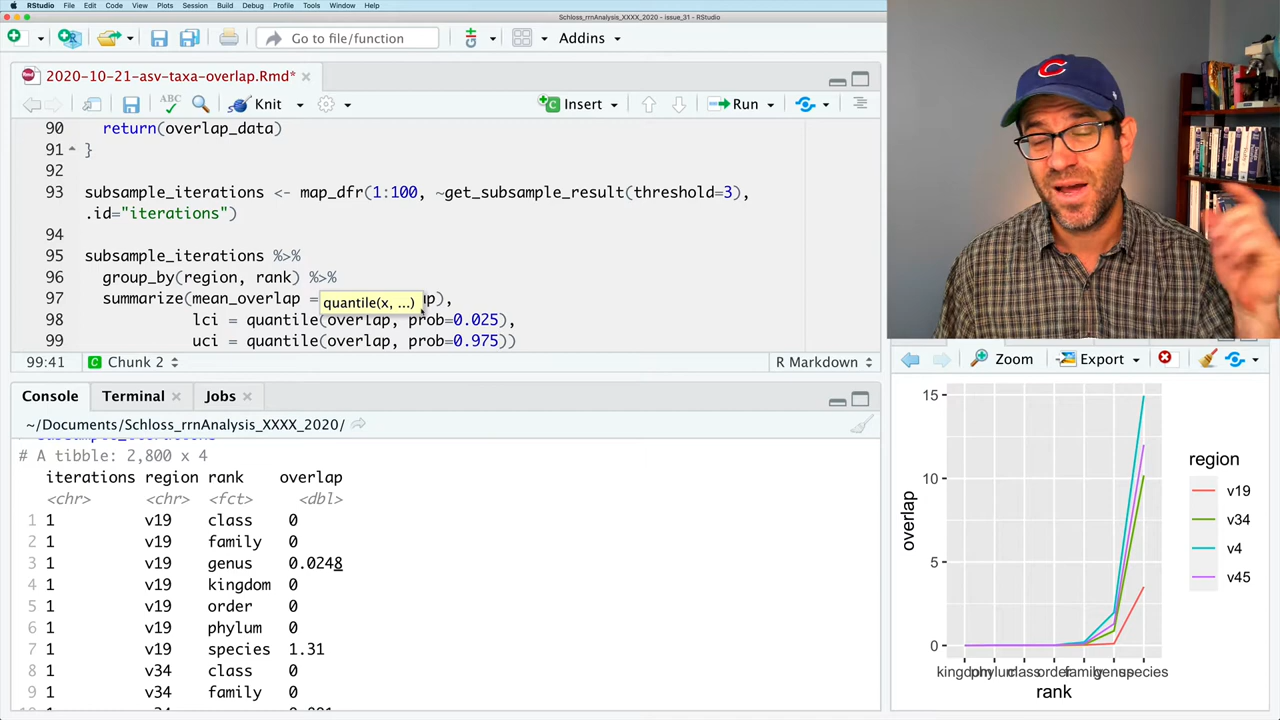 RStudio File Edit Code View Plots Session Build Debug Profile Tools Window Help
Schloss_rrnAnalysis_XXXX_2020 - issue_31 - RStudio
Go to file/function Addins
2020-10-21-asv-taxa-overlap.Rmd*
ABC Knit Insert Run
90 return(overlap_data)
91 }
92
93 subsample_iterations <- map_dfr(1:100, ~get_subsample_result(threshold=3),
.id="iterations")
94
95 subsample_iterations %>%
96 group_by(region, rank) %>%
97 summarize(mean_overlap = p),
quantile(x, ...)
98 lci = quantile(overlap, prob=0.025),
99 uci = quantile(overlap, prob=0.975))
99:41 Chunk 2 R Markdown
Console Terminal Jobs
~/Documents/Schloss_rrnAnalysis_XXXX_2020/
# A tibble: 2,800 x 4
iterations region rank overlap
<chr> <chr> <fct> <dbl>
1 1 v19 class 0
2 1 v19 family 0
3 1 v19 genus 0.0248
4 1 v19 kingdom 0
5 1 v19 order 0
6 1 v19 phylum 0
7 1 v19 species 1.31
8 1 v34 class 0
9 1 v34 family 0
Zoom Export
15
10
5
0
overlap
kingdom phylum class order family genus species
rank
region
v19
v34
v4
v45
C